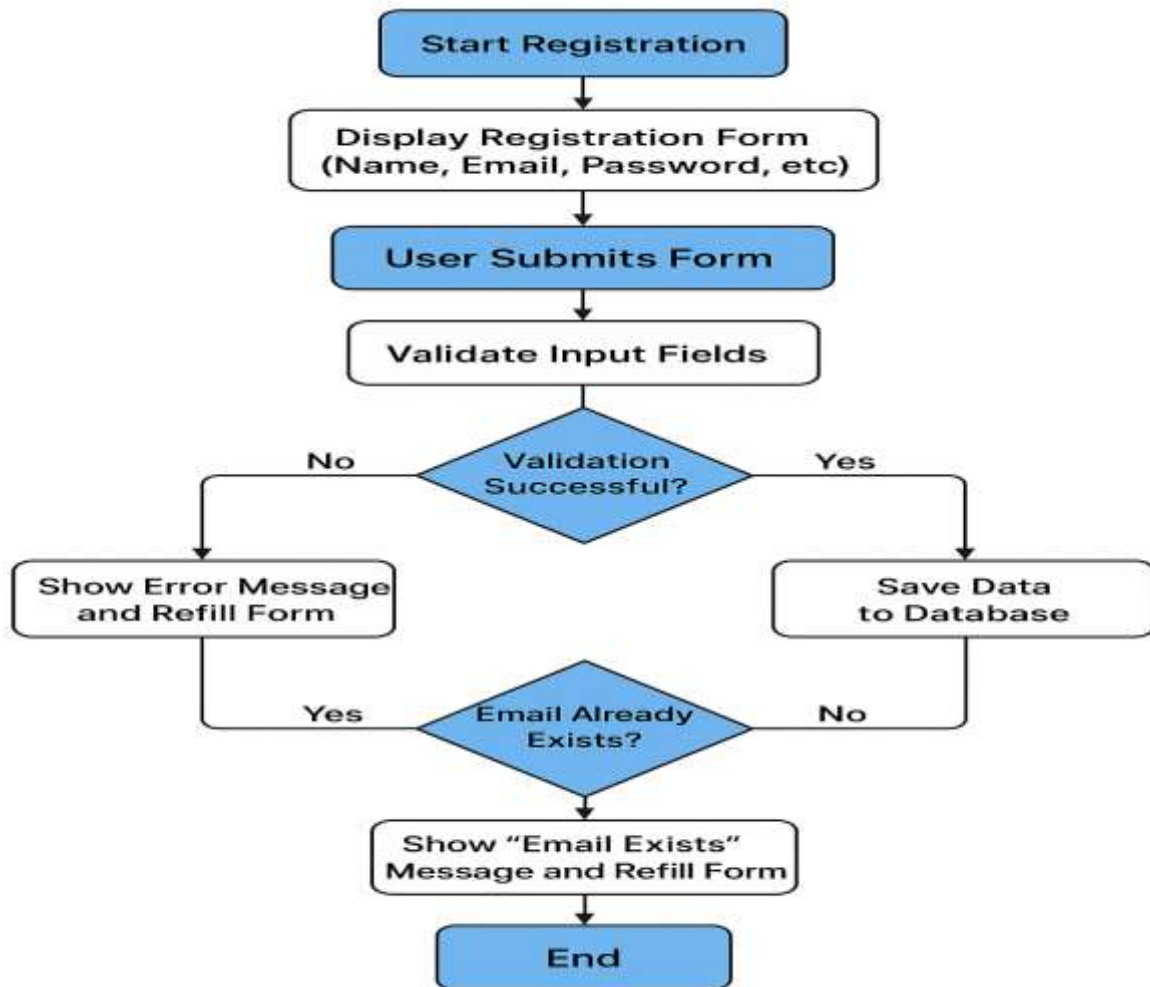 Start Registration
Display Registration Form
(Name, Email, Password, etc)
User Submits Form
Validate Input Fields
No
Validation
Successful?
Yes
Show Error Message
and Refill Form
Save Data
to Database
Yes
Email Already
Exists?
No
Show “Email Exists”
Message and Refill Form
End